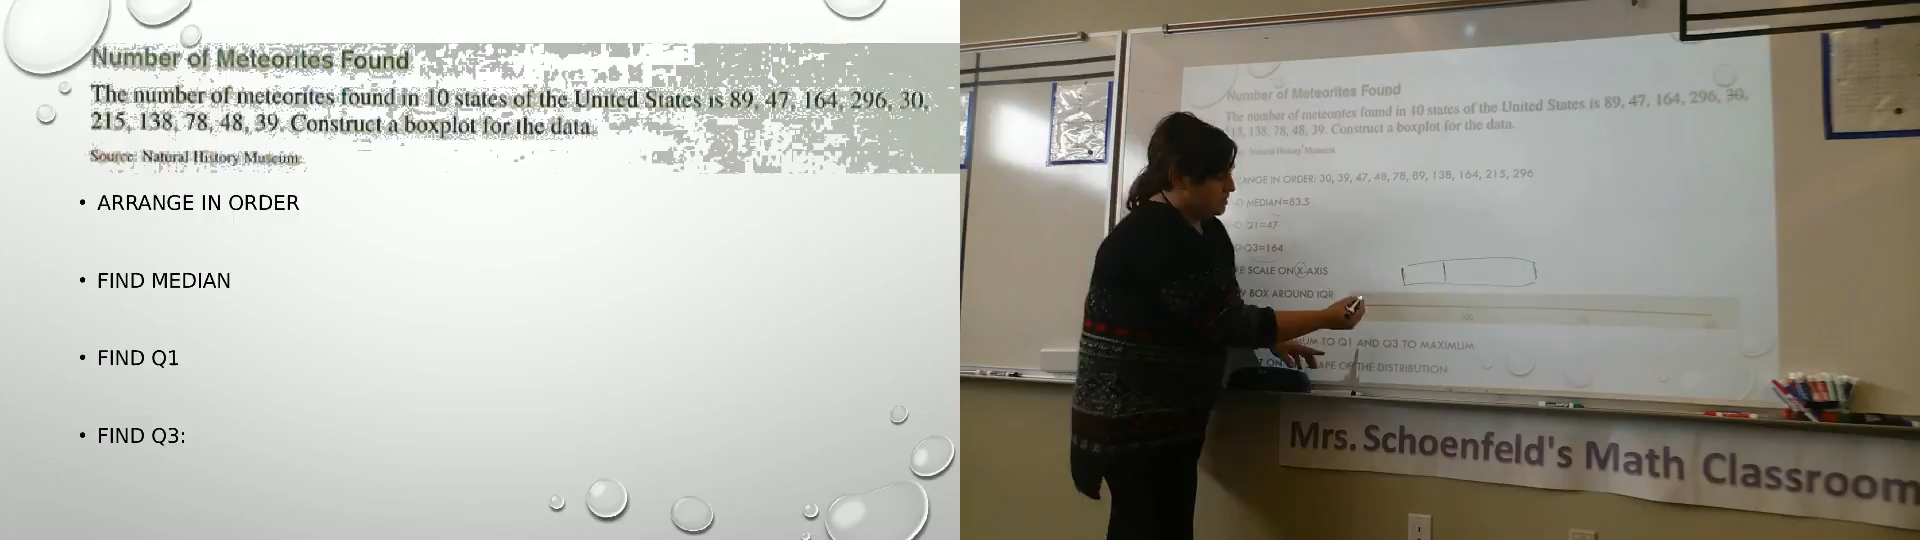 Number of Meteorites Found
The number of meteorites found in 10 states of the United States is 89, 47, 164, 296, 30,
215, 138, 78, 48, 39. Construct a boxplot for the data.
Source: Natural History Museum.
• ARRANGE IN ORDER
• FIND MEDIAN
• FIND Q1
• FIND Q3:
Number of Meteorites Found
The number of meteorites found in 10 states of the United States is 89, 47, 164, 296, 30,
138, 78, 48, 39. Construct a boxplot for the data.
Natural History Museum
IN ORDER: 30, 39, 47, 48, 78, 89, 138, 164, 215, 296
MEDIAN=83.5
Q1=47
Q3=164
SCALE ON X-AXIS
BOX AROUND IQR
100
TO Q1 AND Q3 TO MAXIMUM
ON THE DISTRIBUTION
Mrs. Schoenfeld's Math Classroom